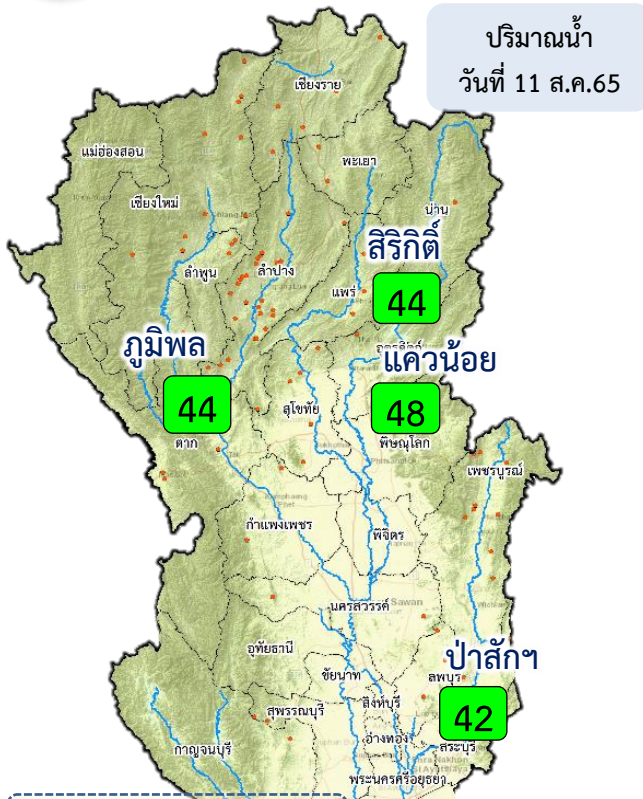 ปริมาณน้ำ
วันที่ 11 ส.ค.65
เชียงราย
แม่ฮ่องสอน
พะเยา
เชียงใหม่
น่าน
สิริกิติ์
ลำพูน
ลำปาง
แพร่
44
ภูมิพล
อุตรดิตถ์
แควน้อย
44
สุโขทัย
48
ตาก
พิษณุโลก
เพชรบูรณ์
กำแพงเพชร
พิจิตร
นครสวรรค์
Sawan
อุทัยธานี
ป่าสักฯ
ชัยนาท
ลพบุรี
สิงห์บุรี
สุพรรณบุรี
42
อ่างทอง
กาญจนบุรี
สระบุรี
พระนครศรีอยุธยา